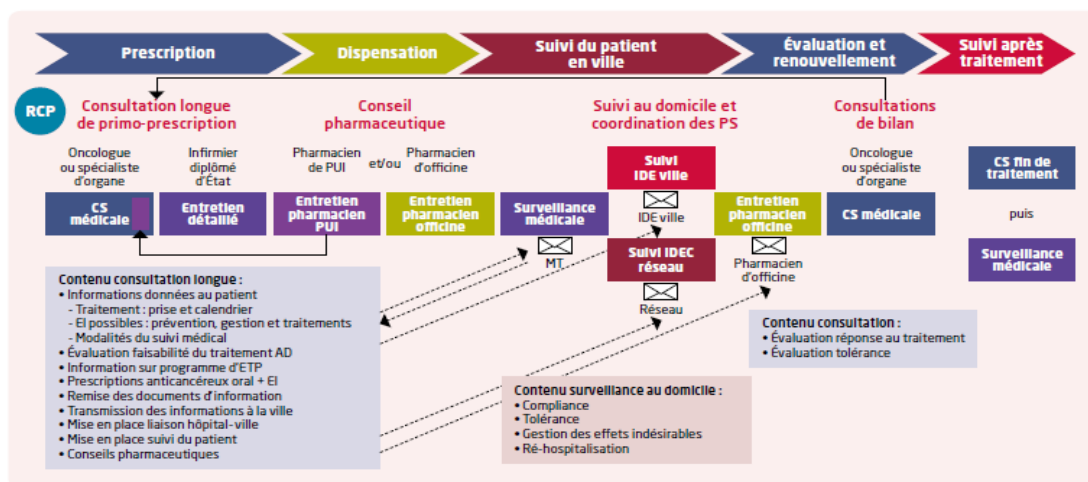 Prescription
Dispensation
Suivi du patient
en ville
Évaluation et
renouvellement
Suivi après
traitement
RCP
Consultation longue
de primo-prescription
Conseil
pharmaceutique
Suivi au domicile et
coordination des PS
Consultations
de bilan
Oncologue
ou spécialiste
d'organe
Infirmier
diplômé
d'État
Pharmacien
de PUI
et/ou
Pharmacien
d'officine
Suivi
IDE ville
Oncologue
ou spécialiste
d'organe
CS fin de
traitement
CS
médicale
Entretien
détaillé
Entretien
pharmacien
PUI
Entretien
pharmacien
officine
Surveillance
médicale
IDE ville
Entretien
pharmacien
officine
CS médicale
puis
MT
Suivi IDEC
réseau
Pharmacien
d'officine
Surveillance
médicale
Réseau
Contenu consultation longue :
• Informations données au patient
- Traitement : prise et calendrier
- EI possibles : prévention, gestion et traitements
- Modalités du suivi médical
• Évaluation faisabilité du traitement AD
• Information sur programme d'ETP
• Prescriptions anticancéreux oral + EI
• Remise des documents d'information
• Transmission des informations à la ville
• Mise en place liaison hôpital-ville
• Mise en place suivi du patient
• Conseils pharmaceutiques
Contenu consultation :
• Évaluation réponse au traitement
• Évaluation tolérance
Contenu surveillance au domicile :
• Compliance
• Tolérance
• Gestion des effets indésirables
• Ré-hospitalisation